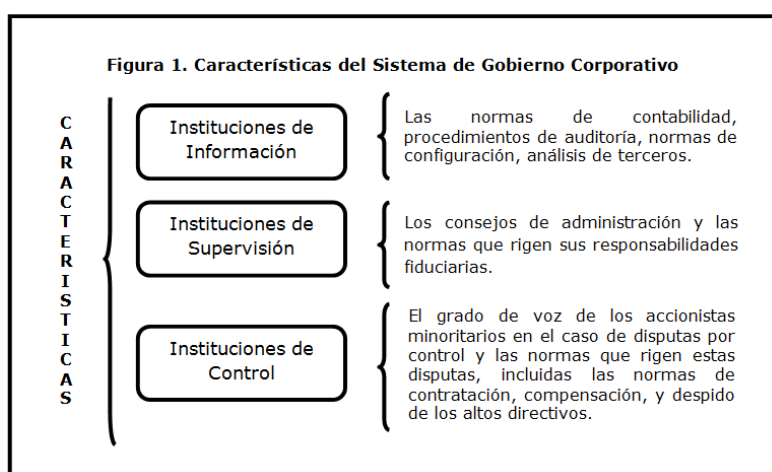 Figura 1. Características del Sistema de Gobierno Corporativo
C
A
R
A
C
T
E
R
I
S
T
I
C
A
S
Instituciones de
Información
Las normas de contabilidad,
procedimientos de auditoría, normas de
configuración, análisis de terceros.
Instituciones de
Supervisión
Los consejos de administración y las
normas que rigen sus responsabilidades
fiduciarias.
Instituciones de
Control
El grado de voz de los accionistas
minoritarios en el caso de disputas por
control y las normas que rigen estas
disputas, incluidas las normas de
contratación, compensación, y despido
de los altos directivos.